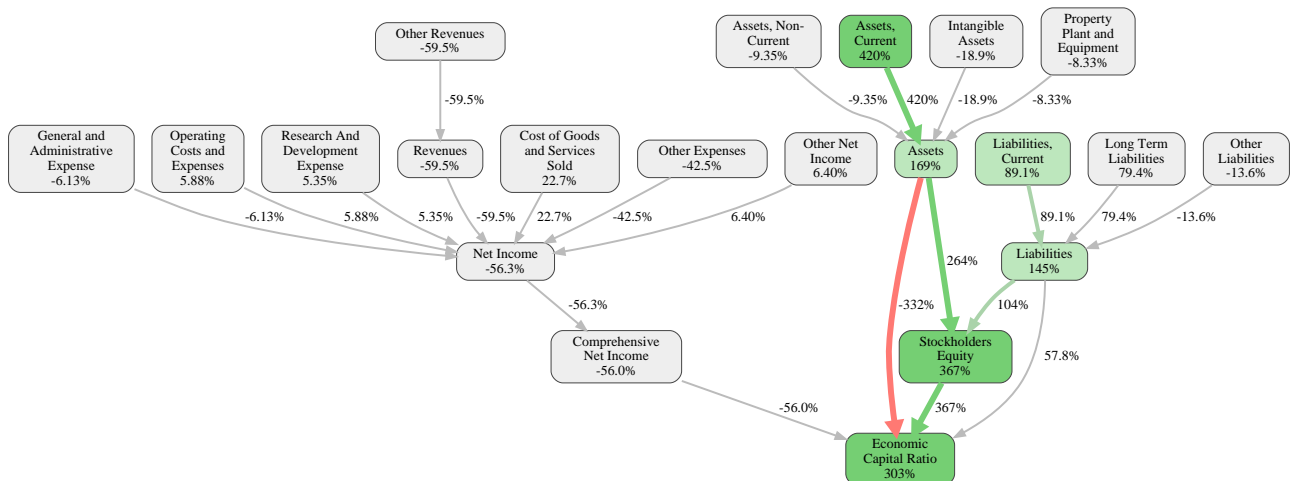 Other Revenues
-59.5%
Assets, Non-
Current
-9.35%
Assets,
Current
420%
Intangible
Assets
-18.9%
Property
Plant and
Equipment
-8.33%
-59.5%
-9.35%
420%
-18.9%
-8.33%
General and
Administrative
Expense
-6.13%
Operating
Costs and
Expenses
5.88%
Research And
Development
Expense
5.35%
Revenues
-59.5%
Cost of Goods
and Services
Sold
22.7%
Other Expenses
-42.5%
Other Net
Income
6.40%
Assets
169%
Liabilities,
Current
89.1%
Long Term
Liabilities
79.4%
Other
Liabilities
-13.6%
-6.13%
5.88%
5.35%
-59.5%
22.7%
-42.5%
6.40%
89.1%
79.4%
-13.6%
Net Income
-56.3%
264%
Liabilities
145%
-56.3%
-332%
104%
Comprehensive
Net Income
-56.0%
Stockholders
Equity
367%
57.8%
-56.0%
367%
Economic
Capital Ratio
303%